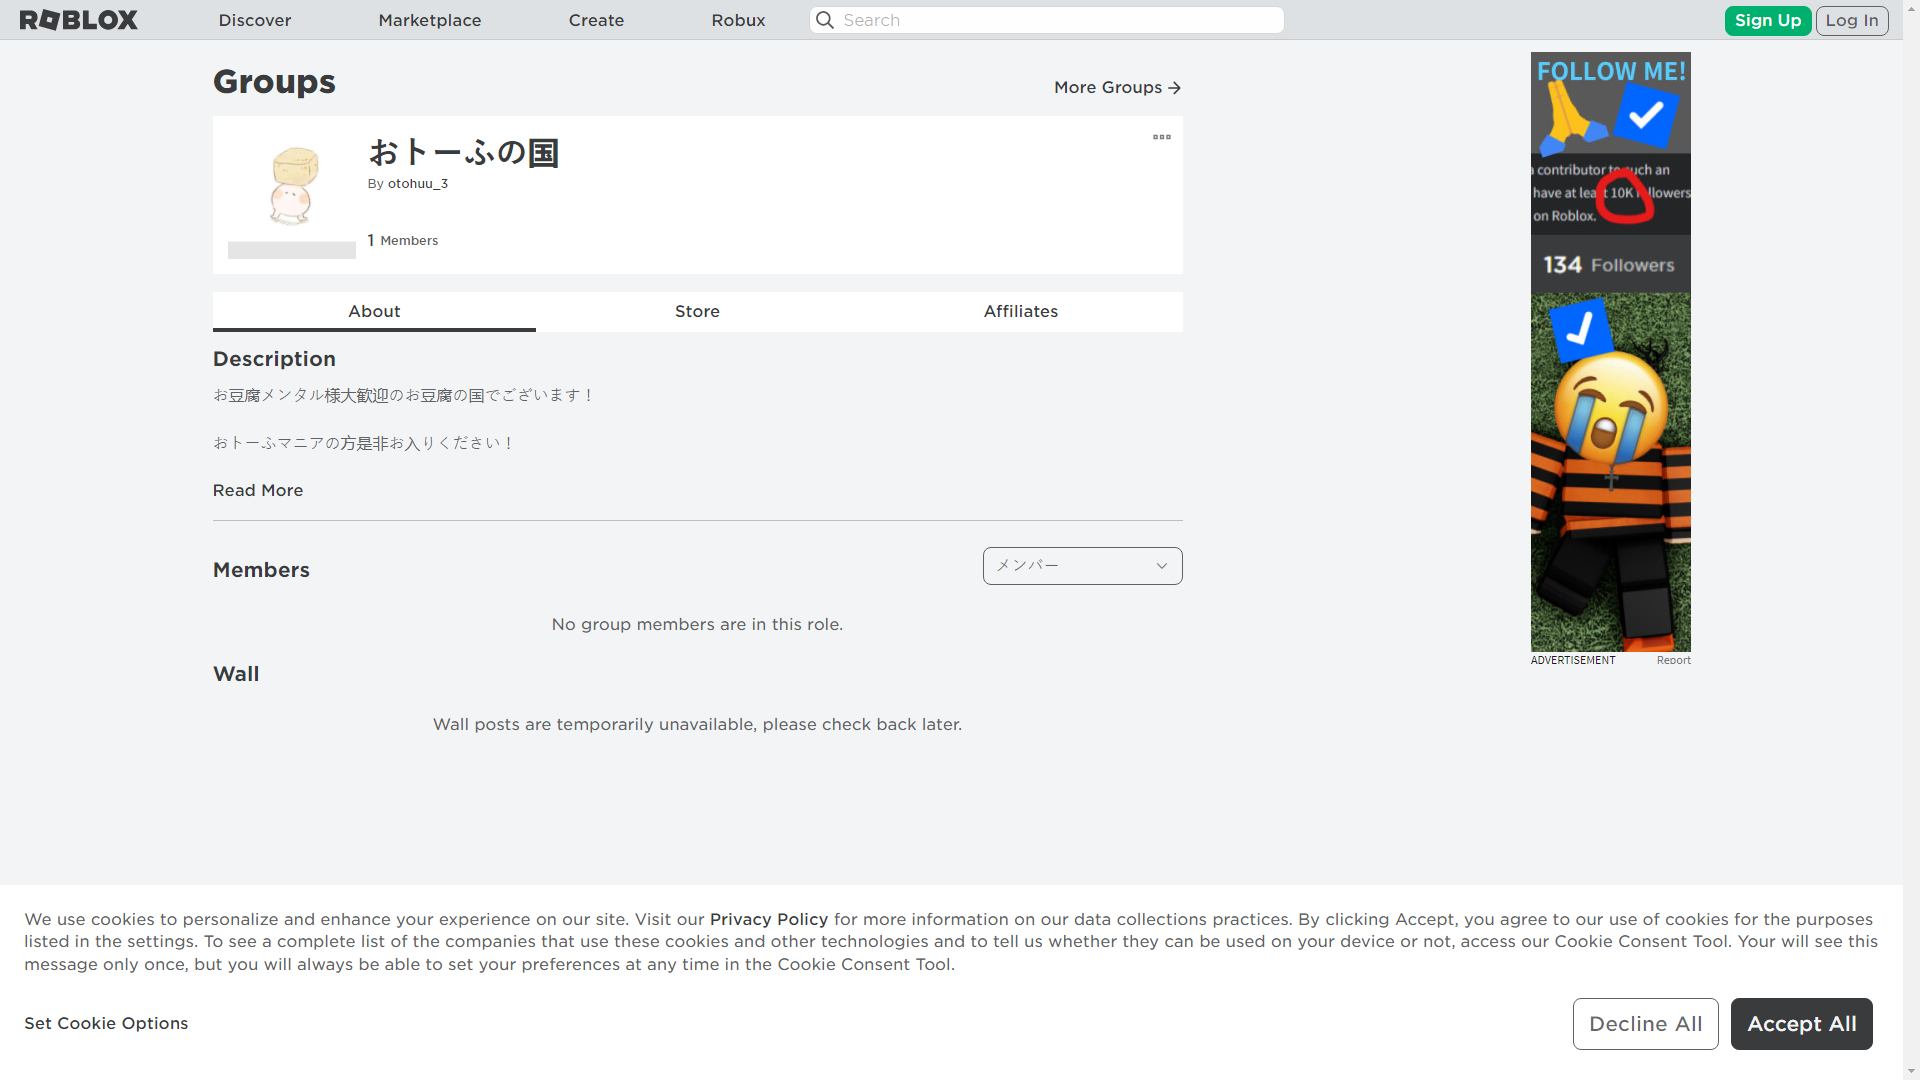 ROBLOX
Discover
Marketplace
Create
Robux
Search
Sign Up
Log In
Groups
More Groups
おトーふの国
By otohuu_3
1 Members
About
Store
Affiliates
Description
お豆腐メンタル様大歓迎のお豆腐の国でございます！
おトーふマニアの方是非お入りください！
Read More
Members
メンバー
No group members are in this role.
Wall
Wall posts are temporarily unavailable, please check back later.
FOLLOW ME!
a contributor to such an
have at least 10K followers
on Roblox.
134 Followers
ADVERTISEMENT
Report
We use cookies to personalize and enhance your experience on our site. Visit our Privacy Policy for more information on our data collections practices. By clicking Accept, you agree to our use of cookies for the purposes
listed in the settings. To see a complete list of the companies that use these cookies and other technologies and to tell us whether they can be used on your device or not, access our Cookie Consent Tool. Your will see this
message only once, but you will always be able to set your preferences at any time in the Cookie Consent Tool.
Set Cookie Options
Decline All
Accept All